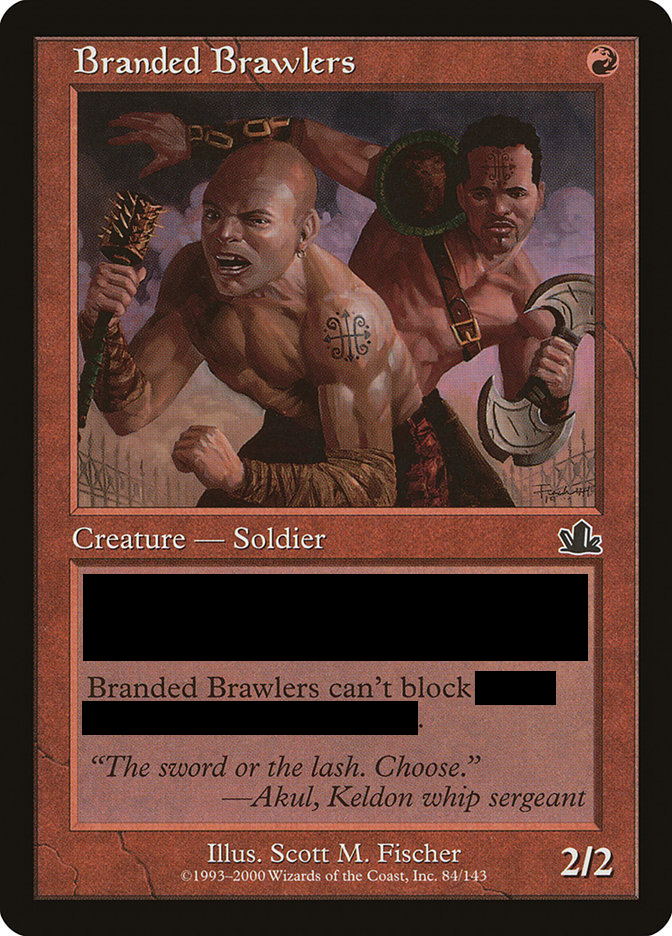 Branded Brawlers
Creature — Soldier
Branded Brawlers can't block
.
“The sword or the lash. Choose.”
—Akul, Keldon whip sergeant
Illus. Scott M. Fischer
©1993–2000 Wizards of the Coast, Inc. 84/143
2/2